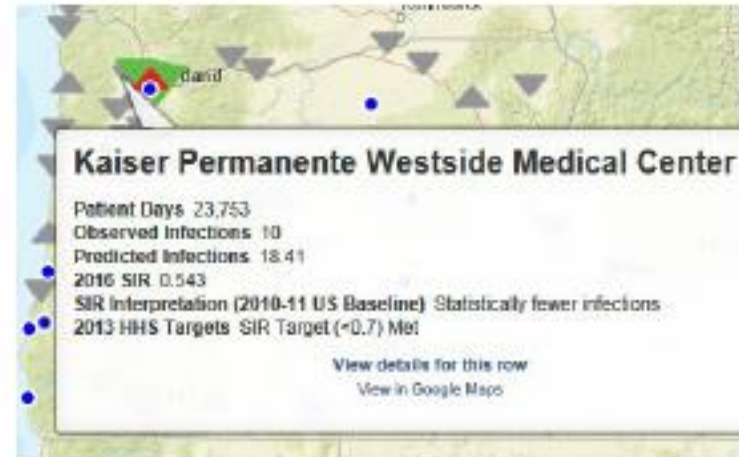 land
Kaiser Permanente Westside Medical Center
Patient Days 23,753
Observed Infections 10
Predicted Infections 18.41
2016 SIR 0.543
SIR Interpretation (2010-11 US Baseline) Statistically fewer infections
2013 HHS Targets SIR Target (<0.7) Met
View details for this row
View in Google Maps